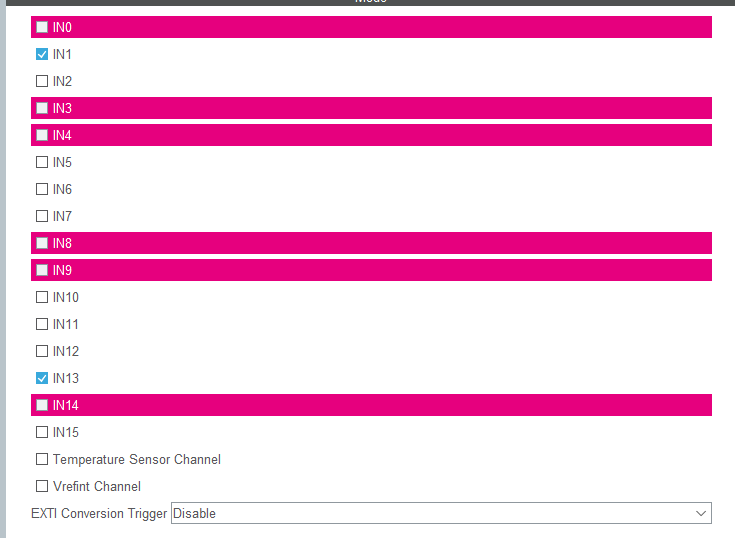 IN0
IN1
IN2
IN3
IN4
IN5
IN6
IN7
IN8
IN9
IN10
IN11
IN12
IN13
IN14
IN15
Temperature Sensor Channel
Vrefint Channel
EXTI Conversion Trigger Disable